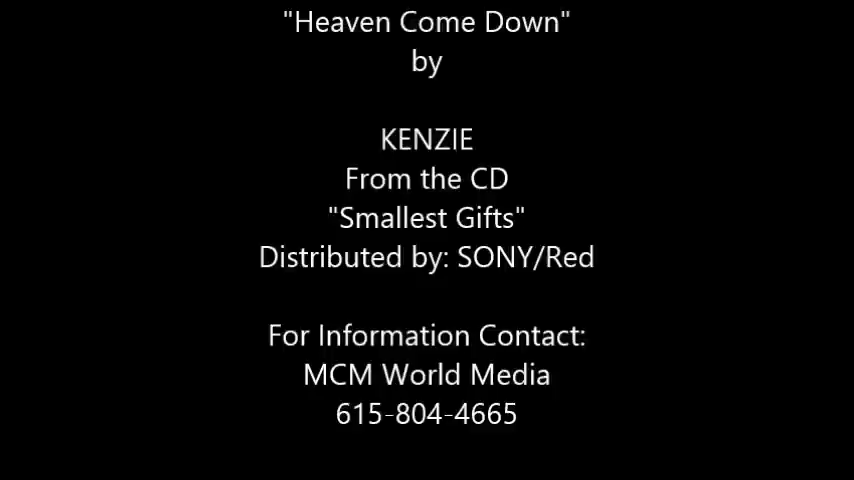 "Heaven Come Down"
by
KENZIE
From the CD
"Smallest Gifts"
Distributed by: SONY/Red
For Information Contact:
MCM World Media
615-804-4665